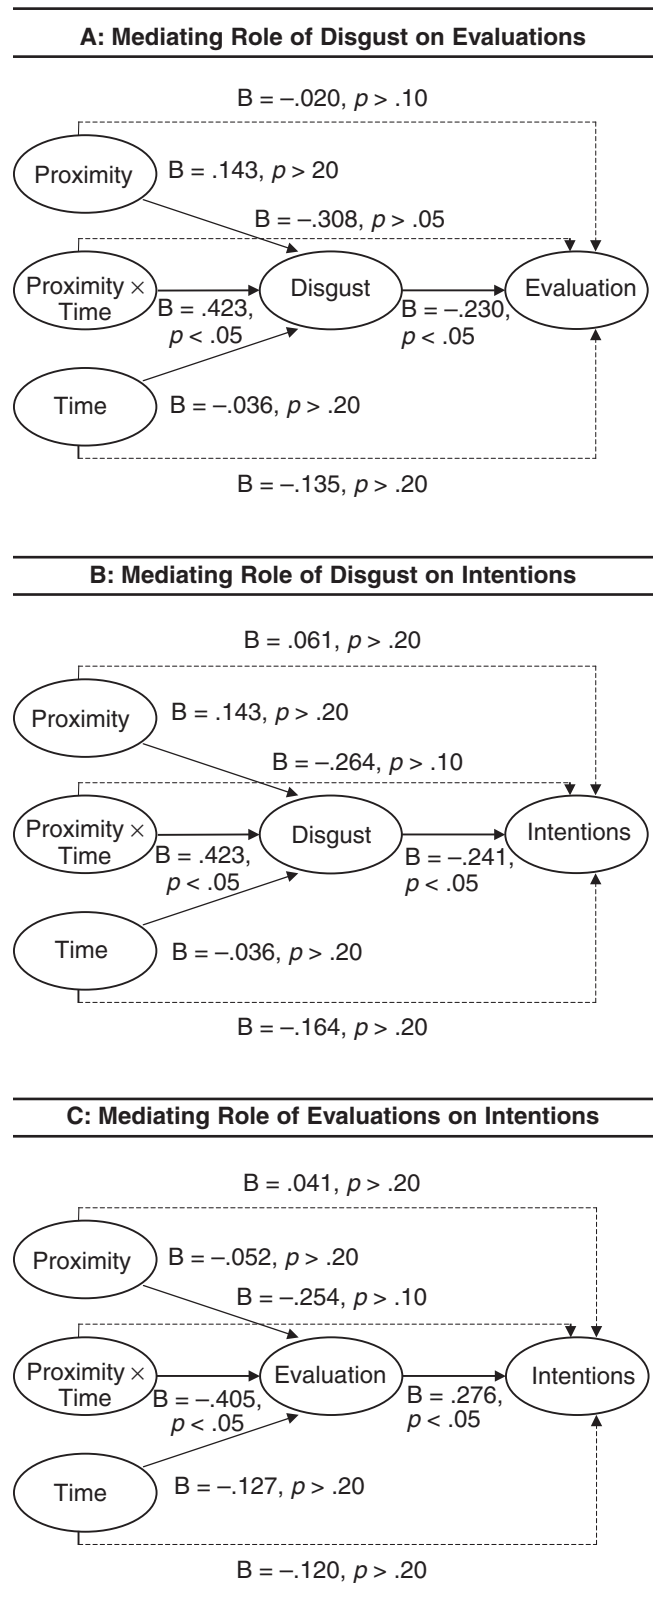 A: Mediating Role of Disgust on Evaluations
B = –.020, p > .10
Proximity
B = .143, p > 20
B = –.308, p > .05
Proximity ×
Time
B = .423,
p < .05
Disgust
B = –.230,
p < .05
Evaluation
Time
B = –.036, p > .20
B = –.135, p > .20
B: Mediating Role of Disgust on Intentions
B = .061, p > .20
Proximity
B = .143, p > .20
B = –.264, p > .10
Proximity ×
Time
B = .423,
p < .05
Disgust
B = –.241,
p < .05
Intentions
Time
B = –.036, p > .20
B = –.164, p > .20
C: Mediating Role of Evaluations on Intentions
B = .041, p > .20
Proximity
B = –.052, p > .20
B = –.254, p > .10
Proximity ×
Time
B = –.405,
p < .05
Evaluation
B = .276,
p < .05
Intentions
Time
B = –.127, p > .20
B = –.120, p > .20